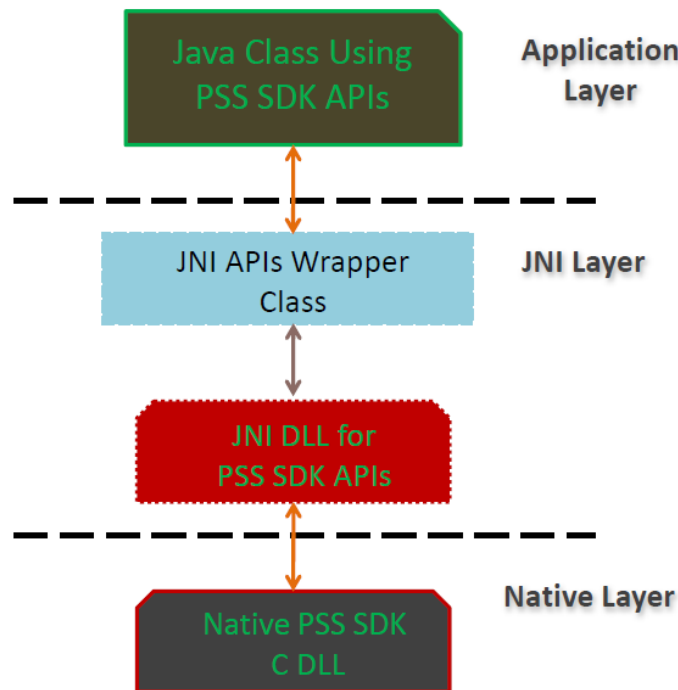 Java Class Using
PSS SDK APIs
Application
Layer
JNI APIs Wrapper
Class
JNI Layer
JNI DLL for
PSS SDK APIs
Native PSS SDK
C DLL
Native Layer